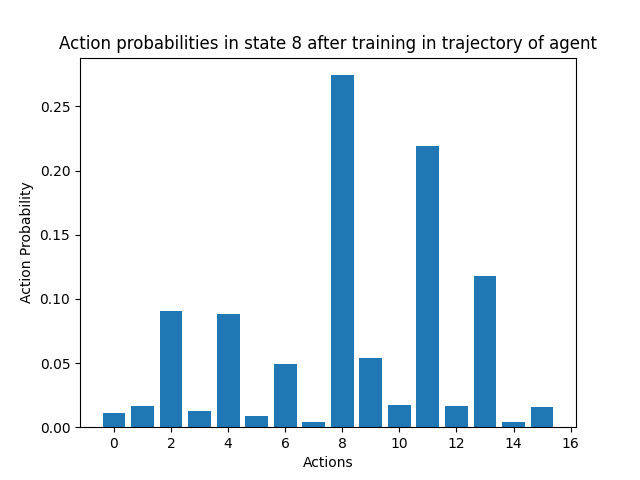 Action probabilities in state 8 after training in trajectory of agent
0.25
0.20
0.15
0.10
0.05
0.00
Action Probability
0 2 4 6 8 10 12 14 16
Actions